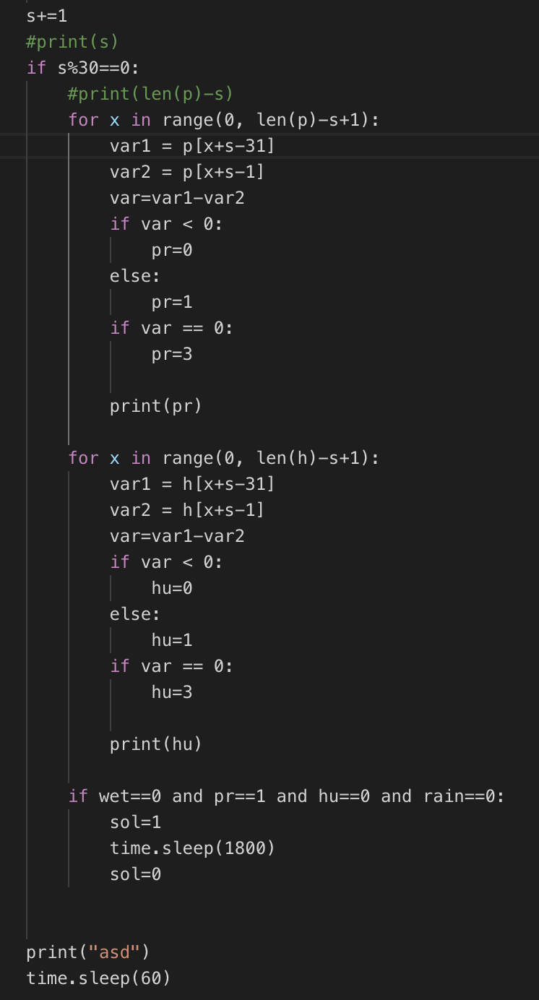 s+=1
#print(s)
if s%30==0:
    #print(len(p)-s)
    for x in range(0, len(p)-s+1):
        var1 = p[x+s-31]
        var2 = p[x+s-1]
        var=var1-var2
        if var < 0:
            pr=0
        else:
            pr=1
        if var == 0:
            pr=3

        print(pr)

    for x in range(0, len(h)-s+1):
        var1 = h[x+s-31]
        var2 = h[x+s-1]
        var=var1-var2
        if var < 0:
            hu=0
        else:
            hu=1
        if var == 0:
            hu=3

        print(hu)

    if wet==0 and pr==1 and hu==0 and rain==0:
        sol=1
        time.sleep(1800)
        sol=0


print("asd")
time.sleep(60)